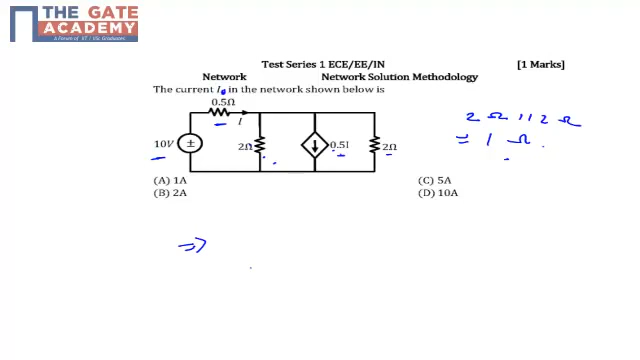 THE GATE
ACADEMY
A Forum of IIT / IISc Graduates
Test Series 1 ECE/EE/IN [1 Marks]
Network Network Solution Methodology
The current I, in the network shown below is
0.5Ω
I
10V
2Ω
0.5I
2Ω
2 Ω || 2 Ω
= 1 Ω
(A) 1A (C) 5A
(B) 2A (D) 10A
⇒